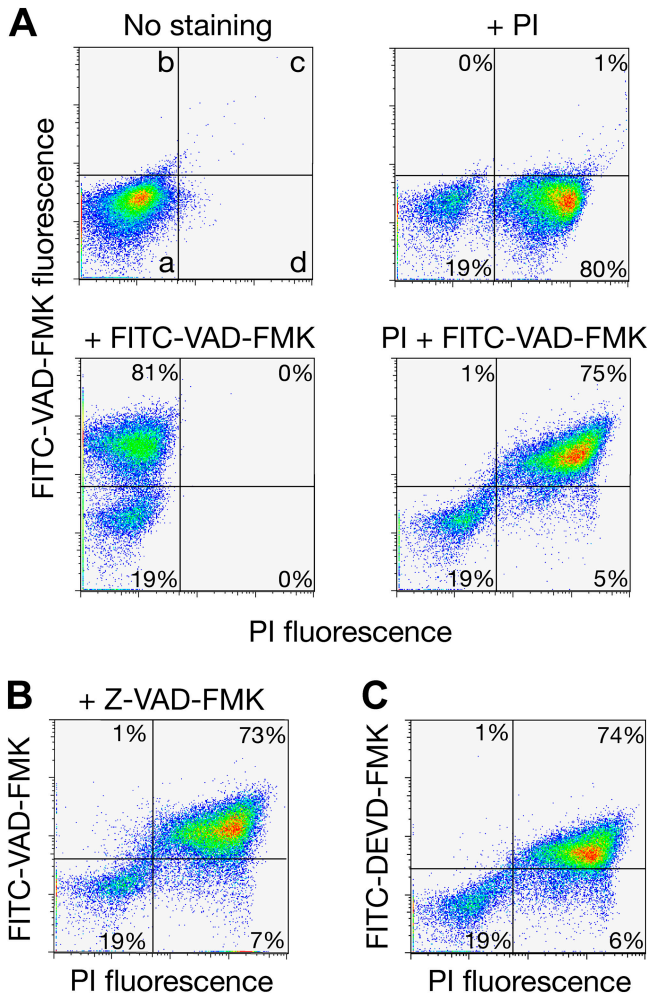 A
No staining
+ PI
b
c
a
d
0%
1%
19%
80%
FITC-VAD-FMK fluorescence
+ FITC-VAD-FMK
PI + FITC-VAD-FMK
81%
0%
19%
0%
1%
75%
19%
5%
PI fluorescence
B
+ Z-VAD-FMK
C
FITC-VAD-FMK
1%
73%
19%
7%
PI fluorescence
FITC-DEVD-FMK
1%
74%
19%
6%
PI fluorescence